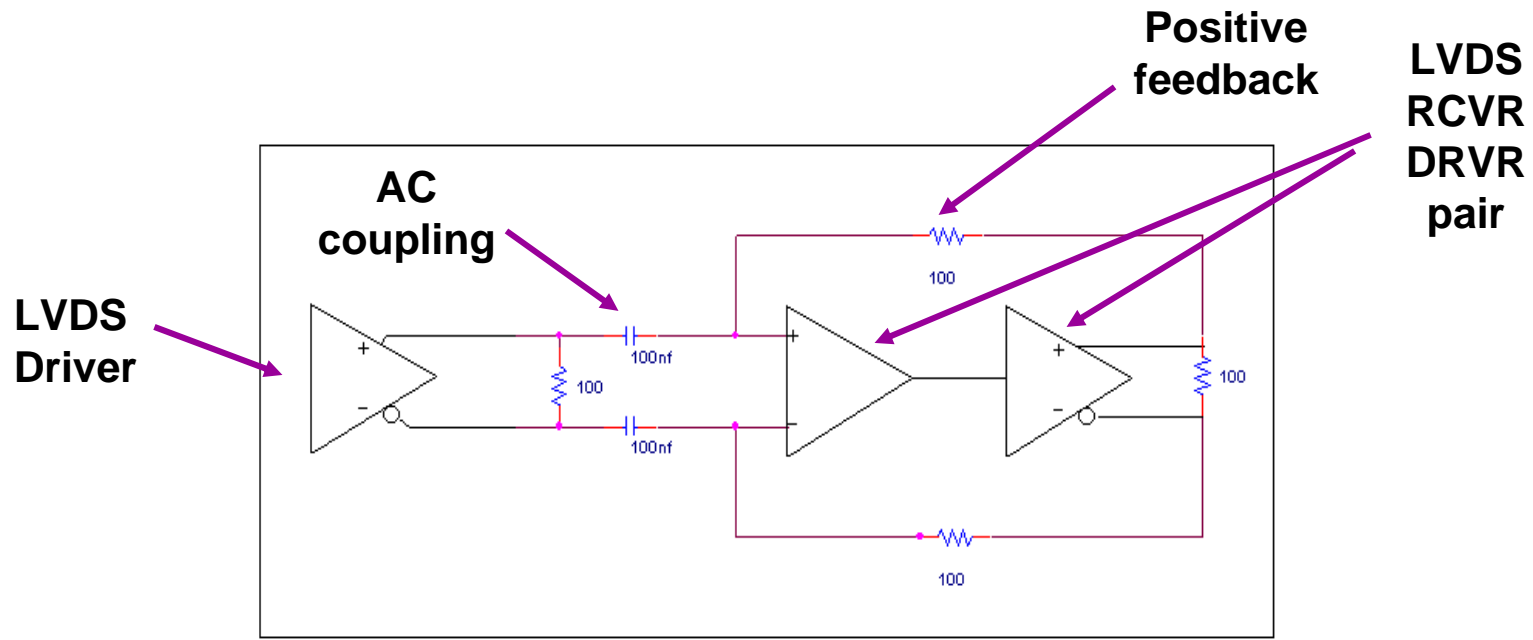 Positive
feedback
LVDS
RCVR
DRVR
pair
AC
coupling
LVDS
Driver
100
+
100nf
+
+
100
100
−
100nf
−
−
100